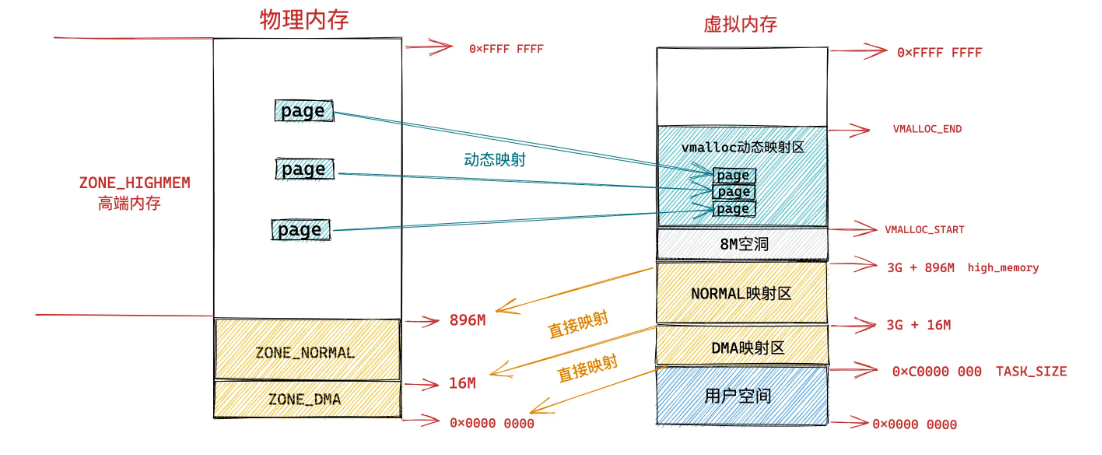 物理内存
0×FFFF FFFF
page
page
page
ZONE_HIGHMEM
高端内存
动态映射
896M
ZONE_NORMAL
16M
ZONE_DMA
0×0000 0000
直接映射
直接映射
虚拟内存
0×FFFF FFFF
VMALLOC_END
vmalloc动态映射区
page
page
page
VMALLOC_START
8M空洞
3G + 896M high_memory
NORMAL映射区
3G + 16M
DMA映射区
0×C0000 000 TASK_SIZE
用户空间
0×0000 0000